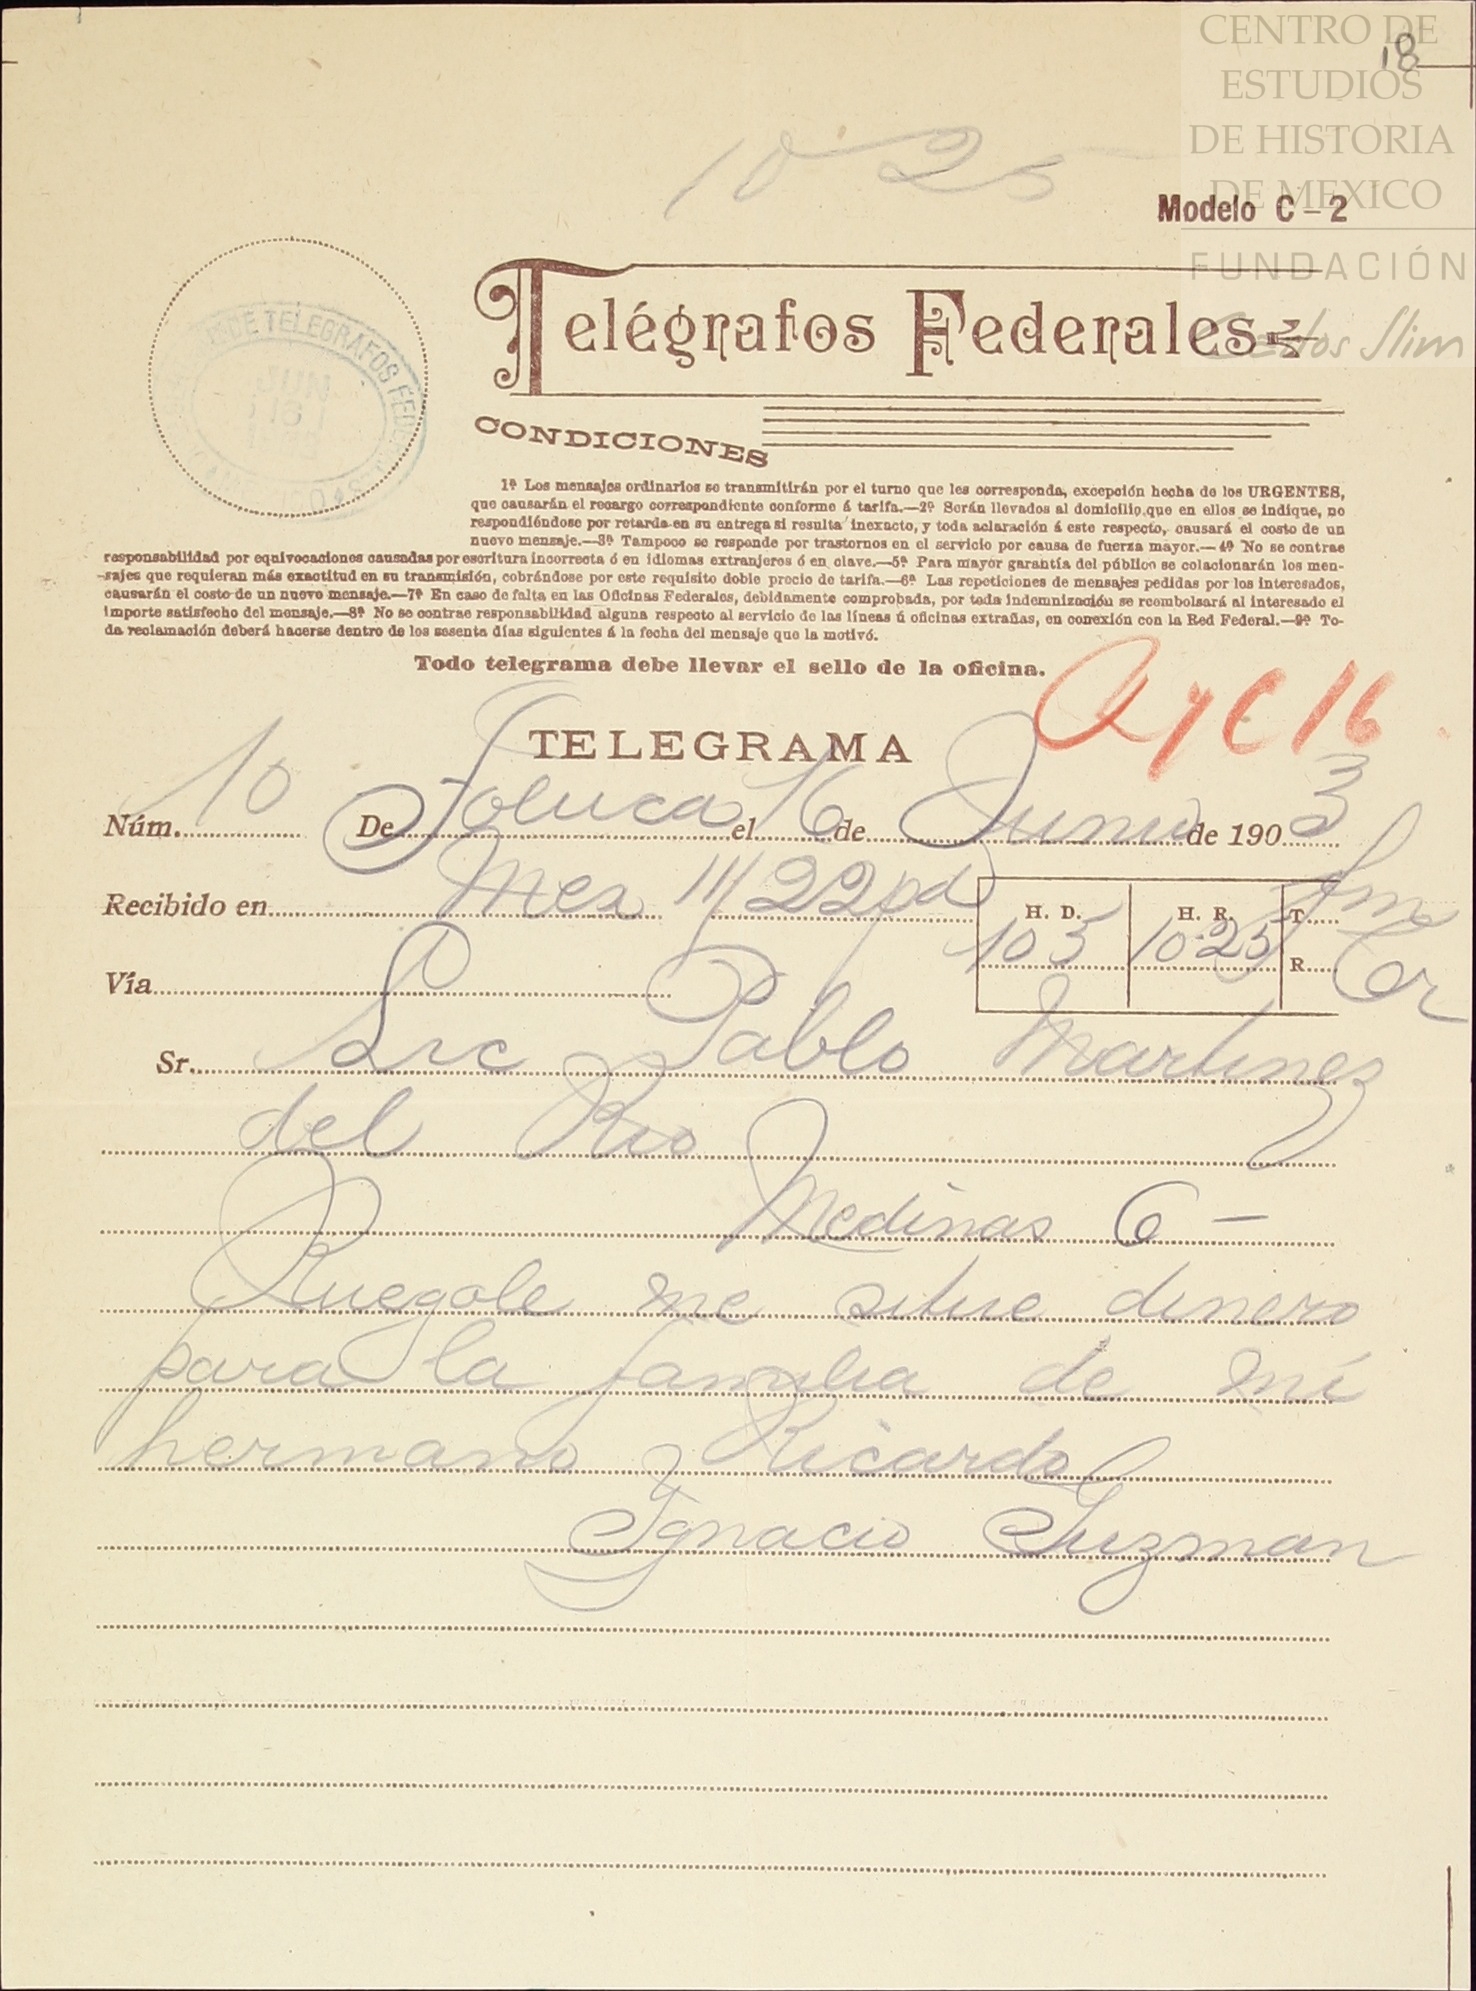 CENTRO DE
ESTUDIOS
DE HISTORIA
DE MEXICO
FUNDACIÓN
Carlos Slim
18
10 25
Modelo C-2
Telégrafos Federales
DE TELEGRAFOS FED
JUN
16
CONDICIONES
1ª Los mensajes ordinarios se transmitirán por el turno que les corresponda, excepción hecha de los URGENTES,
que causarán el recargo correspondiente conforme á tarifa.—2ª Serán llevados al domicilio que en ellos se indique, no
respondiéndose por retarda en su entrega si resulta inexacto, y toda aclaración á este respecto, causará el costo de un
nuevo mensaje.—3ª Tampoco se responde por trastornos en el servicio por causa de fuerza mayor.—4ª No se contrae
responsabilidad por equivocaciones causadas por escritura incorrecta ó en idiomas extranjeros ó en clave.—5ª Para mayor garantía del público se colacionarán los men-
sajes que requieran más exactitud en su transmisión, cobrándose por este requisito doble precio de tarifa.—6ª Las repeticiones de mensajes pedidas por los interesados,
causarán el costo de un nuevo mensaje.—7ª En caso de falta en las Oficinas Federales, debidamente comprobada, por toda indemnización se reembolsará al interesado el
importe satisfecho del mensaje.—8ª No se contrae responsabilidad alguna respecto al servicio de las líneas ú oficinas extrañas, en conexión con la Red Federal.—9ª To-
da reclamación deberá hacerse dentro de los sesenta días siguientes á la fecha del mensaje que la motivó.
Todo telegrama debe llevar el sello de la oficina.
TELEGRAMA
Núm. 10 De Toluca el 16 de Junio de 1903
Recibido en Mex 11/22 pd
H. D. 10 5 H. R. 10 25 T. R.
Vía
Sr. Lic Pablo Martinez
del Rio
Medinas 6 —
Ruegole me situe dinero
para la familia de mi
hermano Ricardo
Ygnacio Guzman